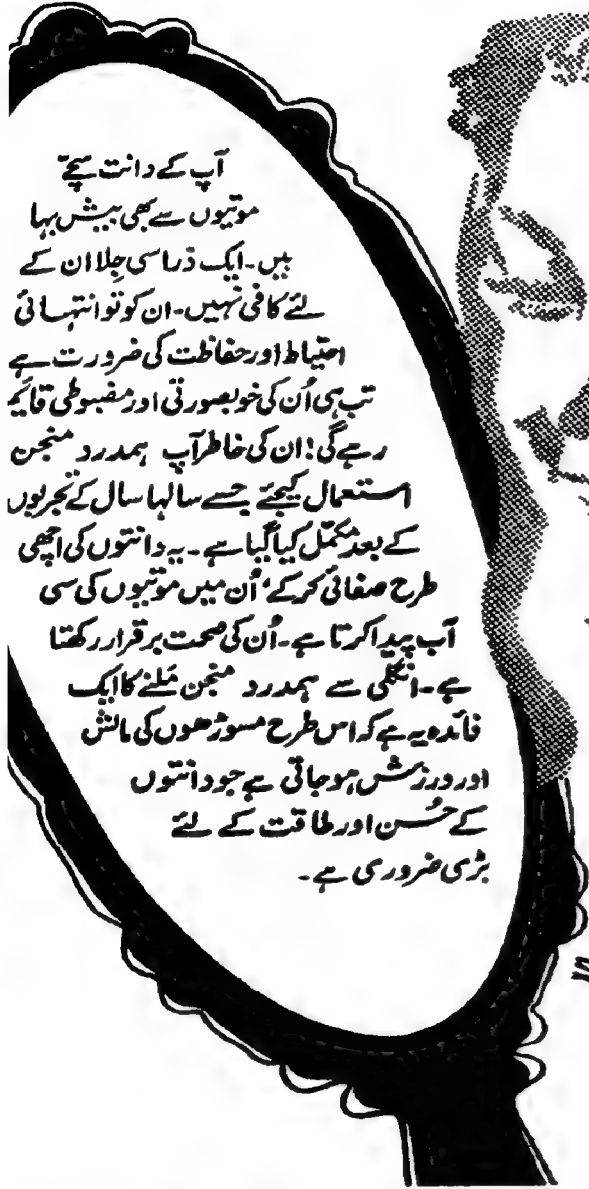 آپ کے دانت سچّے
موتیوں سے بھی بیش بہا
ہیں۔ ایک ذرا سی جِلا ان کے
لئے کافی نہیں۔ ان کو تو انتہائی
احتیاط اور حفاظت کی ضرورت ہے
تب ہی اُن کی خوبصورتی اور مضبوطی قائم
رہے گی! ان کی خاطر آپ ہمدرد منجن
استعمال کیجئے جسے سالہا سال کے تجربوں
کے بعد مکمّل کیا گیا ہے۔ یہ دانتوں کی اچھی
طرح صفائی کر کے، اُن میں موتیوں کی سی
آب پیدا کرتا ہے۔ اُن کی صحت برقرار رکھتا
ہے۔ انگلی سے ہمدرد منجن مَلنے کا ایک
فائدہ یہ ہے کہ اس طرح مسوڑھوں کی مالش
اور ورزش ہو جاتی ہے جو دانتوں
کے حُسن اور طاقت کے لئے
بڑی ضروری ہے۔